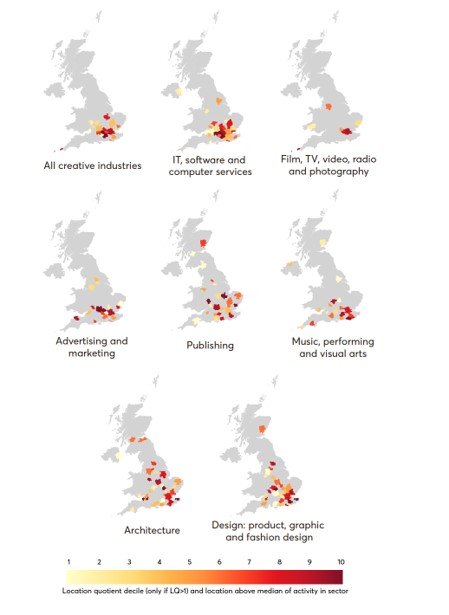 All creative industries
IT, software and
computer services
Film, TV, video, radio
and photography
Advertising and
marketing
Publishing
Music, performing
and visual arts
Architecture
Design: product, graphic
and fashion design
1 2 3 4 5 6 7 8 9 10
Location quotient decile (only if LQ>1) and location above median of activity in sector